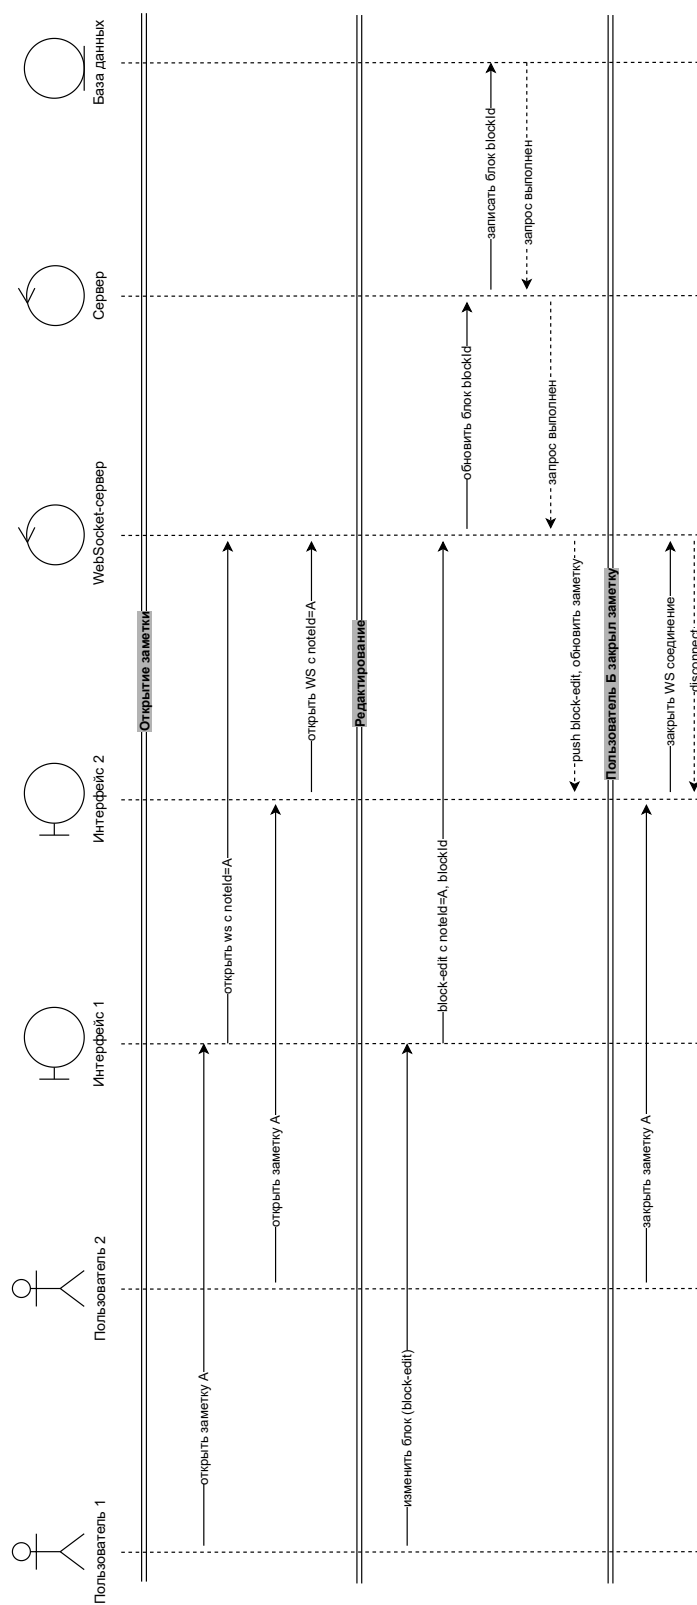 Пользователь 1
Пользователь 2
Интерфейс 1
Интерфейс 2
WebSocket-сервер
Сервер
База данных
Открытие заметки
открыть заметку A
открыть ws с noteId=A
открыть заметку A
открыть WS с noteId=A
Редактирование
изменить блок (block-edit)
block-edit с noteId=A, blockId
обновить блок blockId
записать блок blockId
запрос выполнен
запрос выполнен
push block-edit, обновить заметку
Пользователь Б закрыл заметку
закрыть заметку A
закрыть WS соединение
disconnect